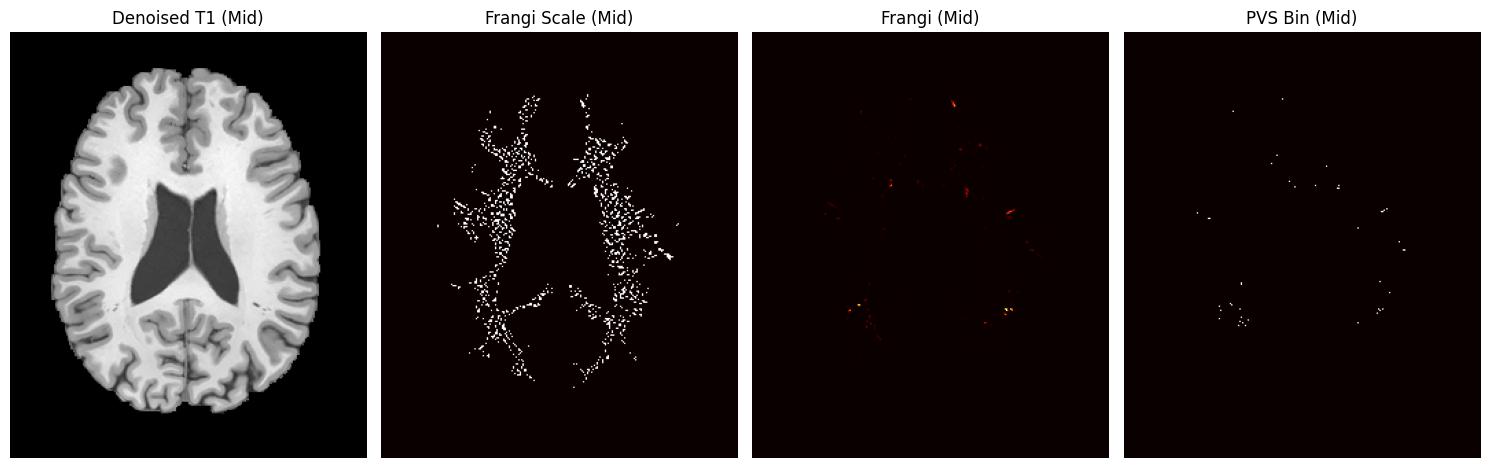 Denoised T1 (Mid)
Frangi Scale (Mid)
Frangi (Mid)
PVS Bin (Mid)